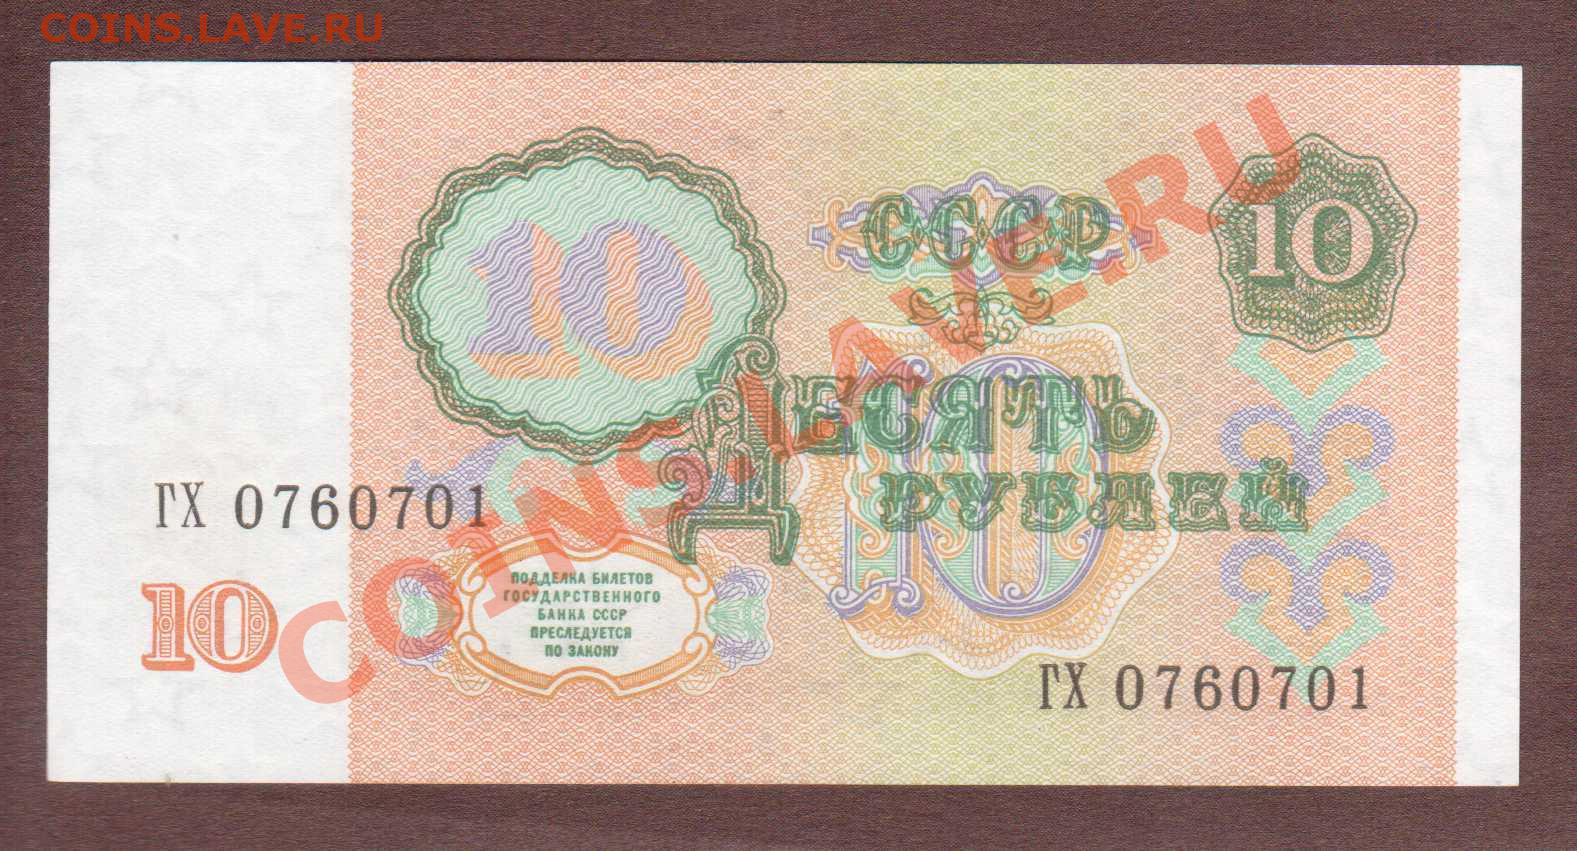 COINS.LAVE.RU
10
С·С·С·Р
10
10
ДЕСЯТЬ
РУБЛЕЙ
ГХ 0760701
10
ПОДДЕЛКА БИЛЕТОВ
ГОСУДАРСТВЕННОГО
БАНКА СССР
ПРЕСЛЕДУЕТСЯ
ПО ЗАКОНУ
ГХ 0760701
COINS.LAVE.RU